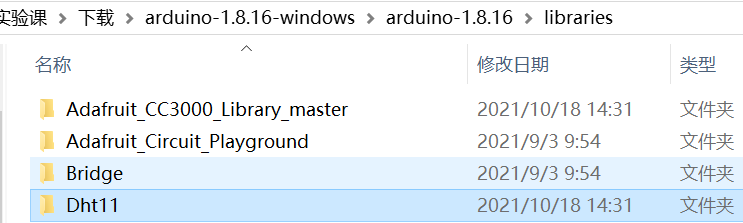 实验课 > 下载 > arduino-1.8.16-windows > arduino-1.8.16 > libraries
名称 修改日期 类型
Adafruit_CC3000_Library_master 2021/10/18 14:31 文件夹
Adafruit_Circuit_Playground 2021/9/3 9:54 文件夹
Bridge 2021/9/3 9:54 文件夹
Dht11 2021/10/18 14:31 文件夹